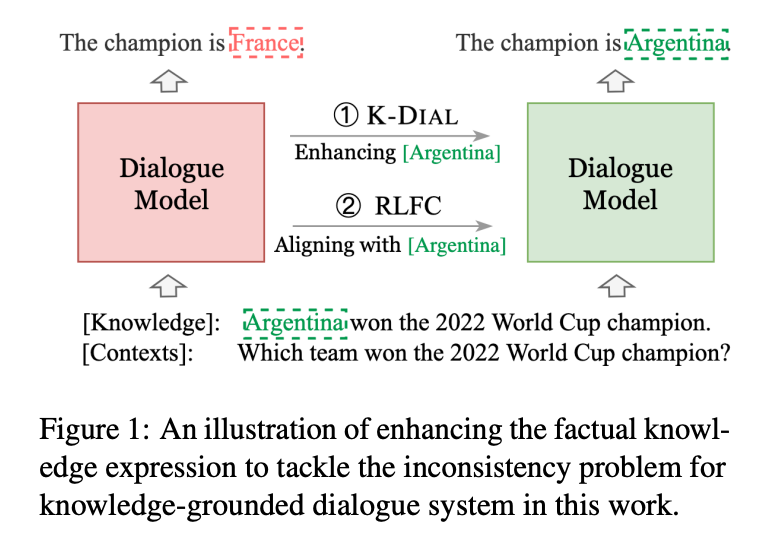 The champion is France.
The champion is Argentina.
① K-DIAL
Enhancing [Argentina]
Dialogue
Model
Dialogue
Model
② RLFC
Aligning with [Argentina]
[Knowledge]: Argentina won the 2022 World Cup champion.
[Contexts]: Which team won the 2022 World Cup champion?
Figure 1: An illustration of enhancing the factual knowl-
edge expression to tackle the inconsistency problem for
knowledge-grounded dialogue system in this work.